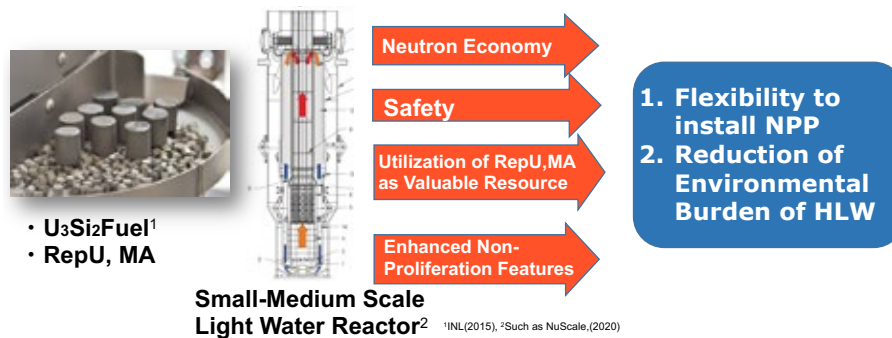 ・U₃Si₂Fuel¹
・RepU, MA
Small-Medium Scale
Light Water Reactor²
Neutron Economy
Safety
Utilization of RepU,MA
as Valuable Resource
Enhanced Non-
Proliferation Features
1. Flexibility to
install NPP
2. Reduction of
Environmental
Burden of HLW
¹INL(2015), ²Such as NuScale,(2020)